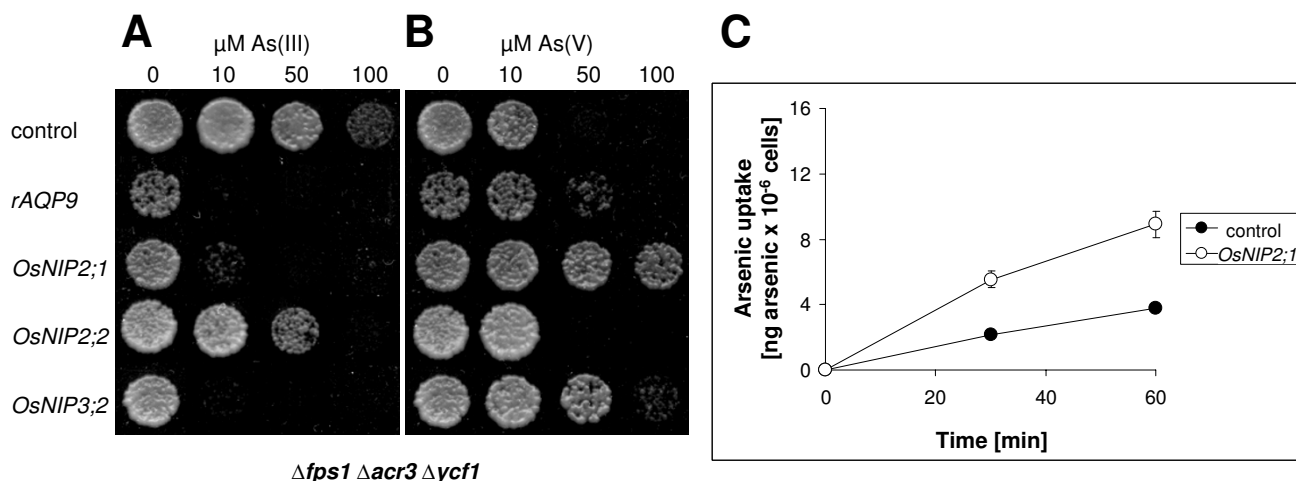 A
µM As(III)
0 10 50 100
B
µM As(V)
0 10 50 100
control
rAQP9
OsNIP2;1
OsNIP2;2
OsNIP3;2
Δfps1 Δacr3 Δycf1
C
Arsenic uptake
[ng arsenic x 10⁻⁶ cells]
16
12
8
4
0
0 20 40 60
Time [min]
control
OsNIP2;1